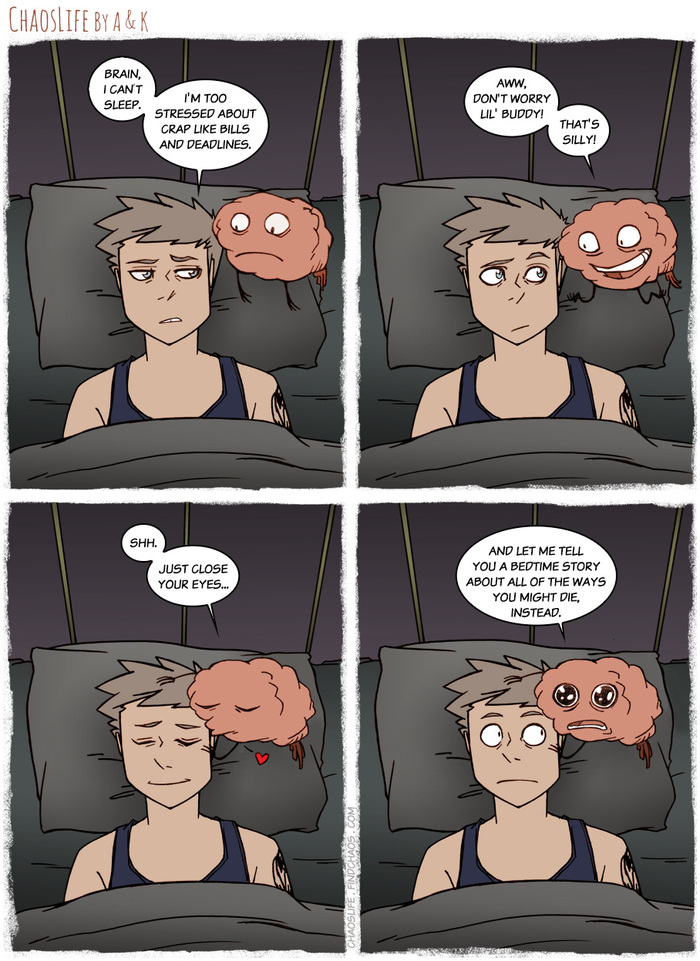 ChaosLife by A & K
BRAIN,
I CAN'T
SLEEP.
I'M TOO
STRESSED ABOUT
CRAP LIKE BILLS
AND DEADLINES.
AWW,
DON'T WORRY
LIL' BUDDY!
THAT'S
SILLY!
SHH.
JUST CLOSE
YOUR EYES...
AND LET ME TELL
YOU A BEDTIME STORY
ABOUT ALL OF THE WAYS
YOU MIGHT DIE,
INSTEAD.
CHAOSLIFE.FINDCHAOS.COM